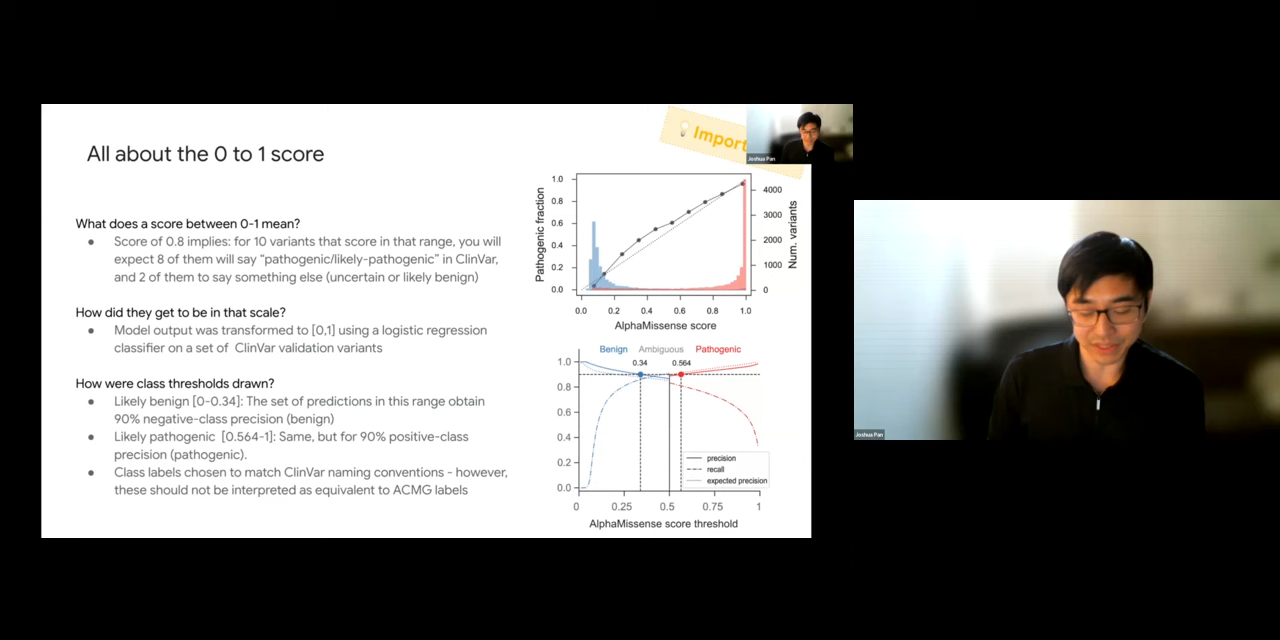 All about the 0 to 1 score
Import
Joshua Pan
What does a score between 0-1 mean?
● Score of 0.8 implies: for 10 variants that score in that range, you will
expect 8 of them will say “pathogenic/likely-pathogenic” in ClinVar,
and 2 of them to say something else (uncertain or likely benign)
How did they get to be in that scale?
● Model output was transformed to [0,1] using a logistic regression
classifier on a set of ClinVar validation variants
How were class thresholds drawn?
● Likely benign [0-0.34]: The set of predictions in this range obtain
90% negative-class precision (benign)
● Likely pathogenic [0.564-1]: Same, but for 90% positive-class
precision (pathogenic).
● Class labels chosen to match ClinVar naming conventions - however,
these should not be interpreted as equivalent to ACMG labels
Pathogenic fraction
1.0
0.8
0.6
0.4
0.2
0.0
4000
3000
2000
1000
0
Num. variants
0.0 0.2 0.4 0.6 0.8 1.0
AlphaMissense score
Benign Ambiguous Pathogenic
0.34 0.564
1.0
0.8
0.6
0.4
0.2
0.0
precision
recall
expected precision
0 0.25 0.5 0.75 1
AlphaMissense score threshold
Joshua Pan